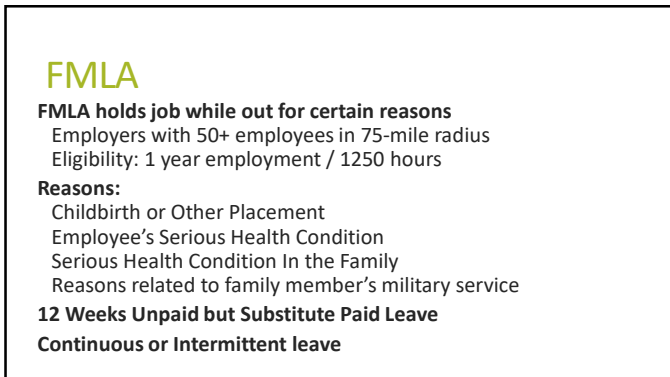 FMLA
FMLA holds job while out for certain reasons
Employers with 50+ employees in 75-mile radius
Eligibility: 1 year employment / 1250 hours
Reasons:
Childbirth or Other Placement
Employee's Serious Health Condition
Serious Health Condition In the Family
Reasons related to family member's military service
12 Weeks Unpaid but Substitute Paid Leave
Continuous or Intermittent leave